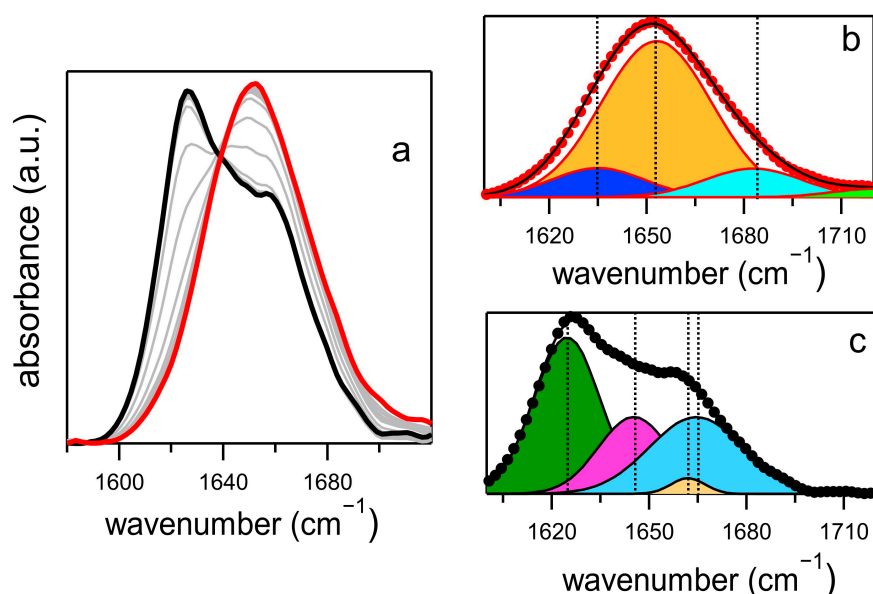 a
absorbance (a.u.)
1600 1640 1680
wavenumber (cm⁻¹)
b
1620 1650 1680 1710
wavenumber (cm⁻¹)
c
1620 1650 1680 1710
wavenumber (cm⁻¹)